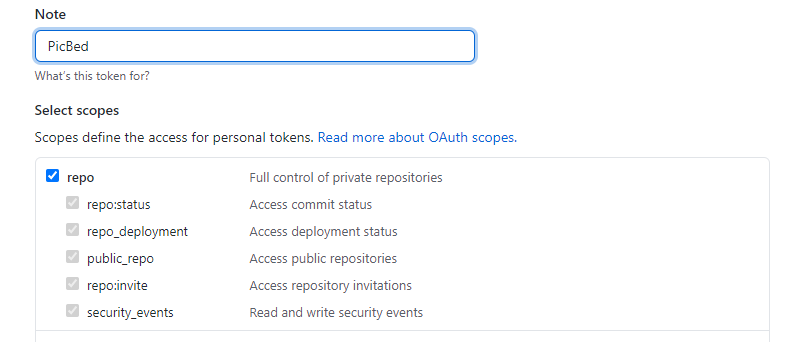 Note
PicBed
What's this token for?
Select scopes
Scopes define the access for personal tokens. Read more about OAuth scopes.
repo Full control of private repositories
repo:status Access commit status
repo_deployment Access deployment status
public_repo Access public repositories
repo:invite Access repository invitations
security_events Read and write security events